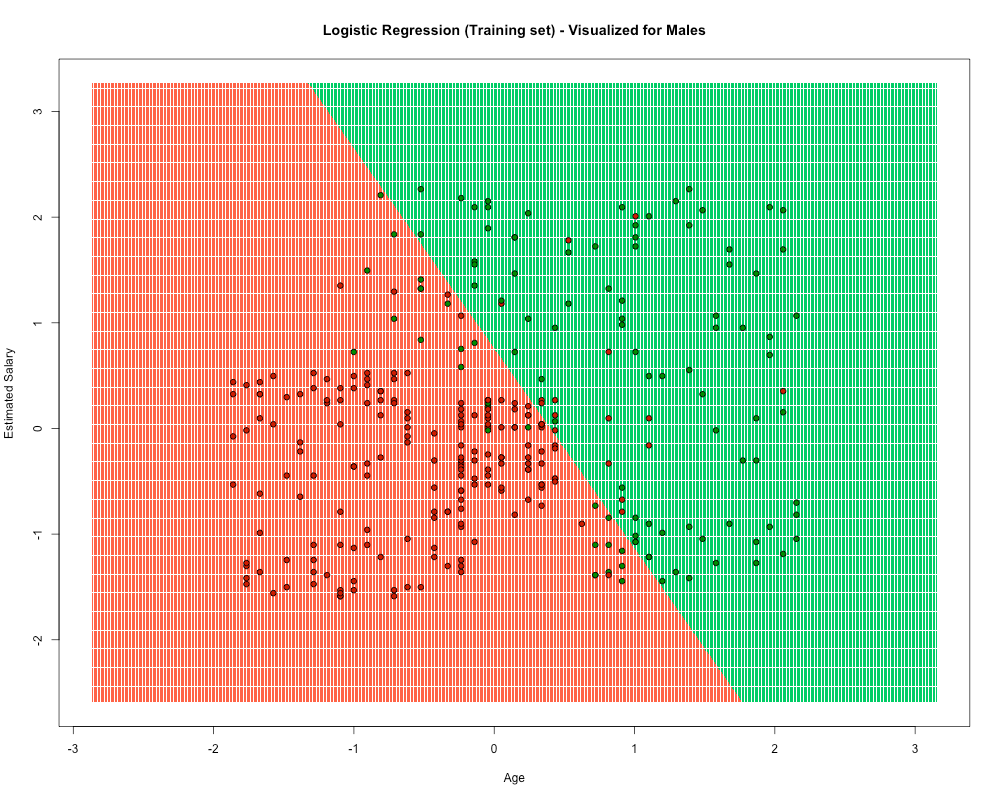 Logistic Regression (Training set) - Visualized for Males
3
2
1
0
-1
-2
Estimated Salary
-3 -2 -1 0 1 2 3
Age